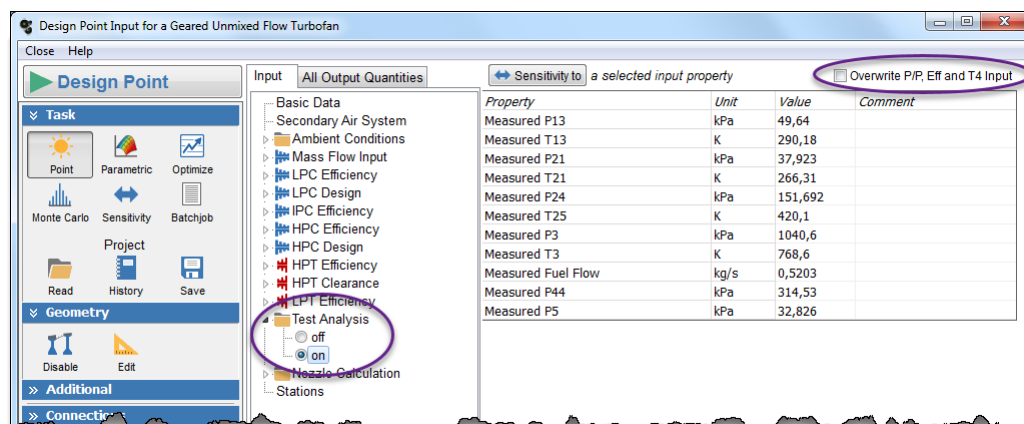 Design Point Input for a Geared Unmixed Flow Turbofan
Close Help
Design Point
Task
Point Parametric Optimize
Monte Carlo Sensitivity Batchjob
Project
Read History Save
Geometry
Disable Edit
Additional
Connections
Input All Output Quantities
Basic Data
Secondary Air System
Ambient Conditions
Mass Flow Input
LPC Efficiency
LPC Design
IPC Efficiency
HPC Efficiency
HPC Design
HPT Efficiency
HPT Clearance
LPT Efficiency
Test Analysis
off
on
Nozzle Calculation
Stations
Sensitivity to a selected input property
Overwrite P/P, Eff and T4 Input
Property Unit Value Comment
Measured P13 kPa 49,64
Measured T13 K 290,18
Measured P21 kPa 37,923
Measured T21 K 266,31
Measured P24 kPa 151,692
Measured T25 K 420,1
Measured P3 kPa 1040,6
Measured T3 K 768,6
Measured Fuel Flow kg/s 0,5203
Measured P44 kPa 314,53
Measured P5 kPa 32,826